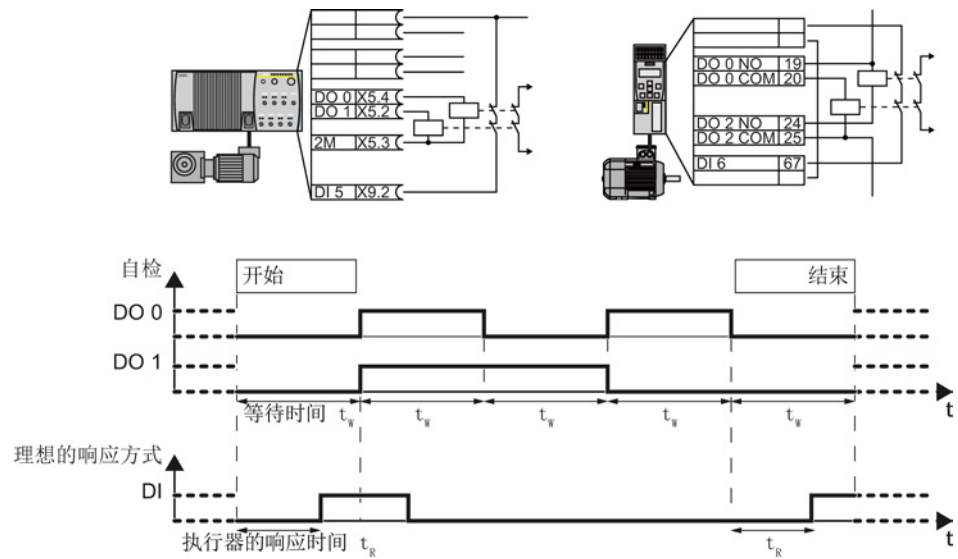 DO 0 X5.4
DO 1 X5.2
2M X5.3
DI 5 X9.2
DO 0 NO 19
DO 0 COM 20
DO 2 NO 24
DO 2 COM 25
DI 6 67
自检
开始
结束
DO 0
DO 1
等待时间 tW tW tW tW tW
t
理想的响应方式
DI
执行器的响应时间 tR tR
t